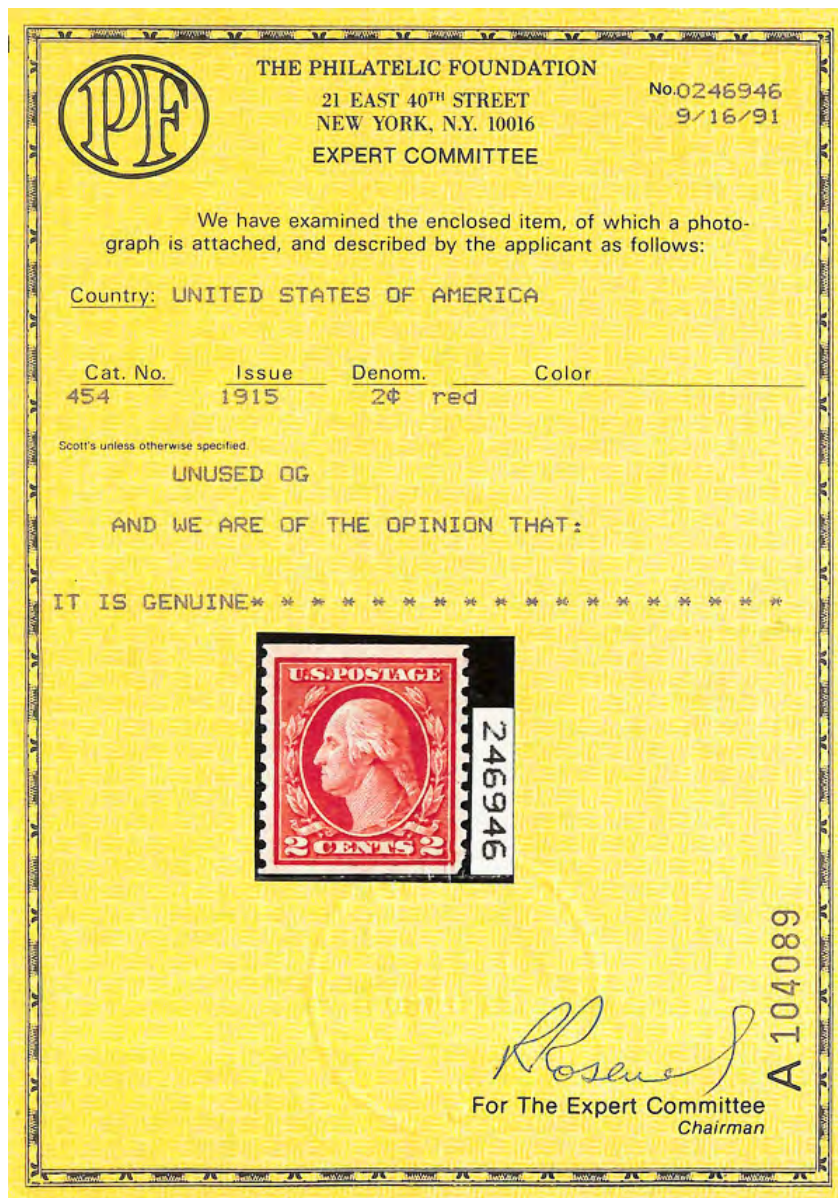 PF
THE PHILATELIC FOUNDATION
21 EAST 40TH STREET
NEW YORK, N.Y. 10016
EXPERT COMMITTEE
No.0246946
9/16/91
We have examined the enclosed item, of which a photo-
graph is attached, and described by the applicant as follows:
Country: UNITED STATES OF AMERICA
Cat. No. Issue Denom. Color
454 1915 2¢ red
Scott's unless otherwise specified.
UNUSED OG
AND WE ARE OF THE OPINION THAT:
IT IS GENUINE* * * * * * * * * * * * * * * * * *
U.S.POSTAGE
2 CENTS 2
246946
A 104089
For The Expert Committee
Chairman